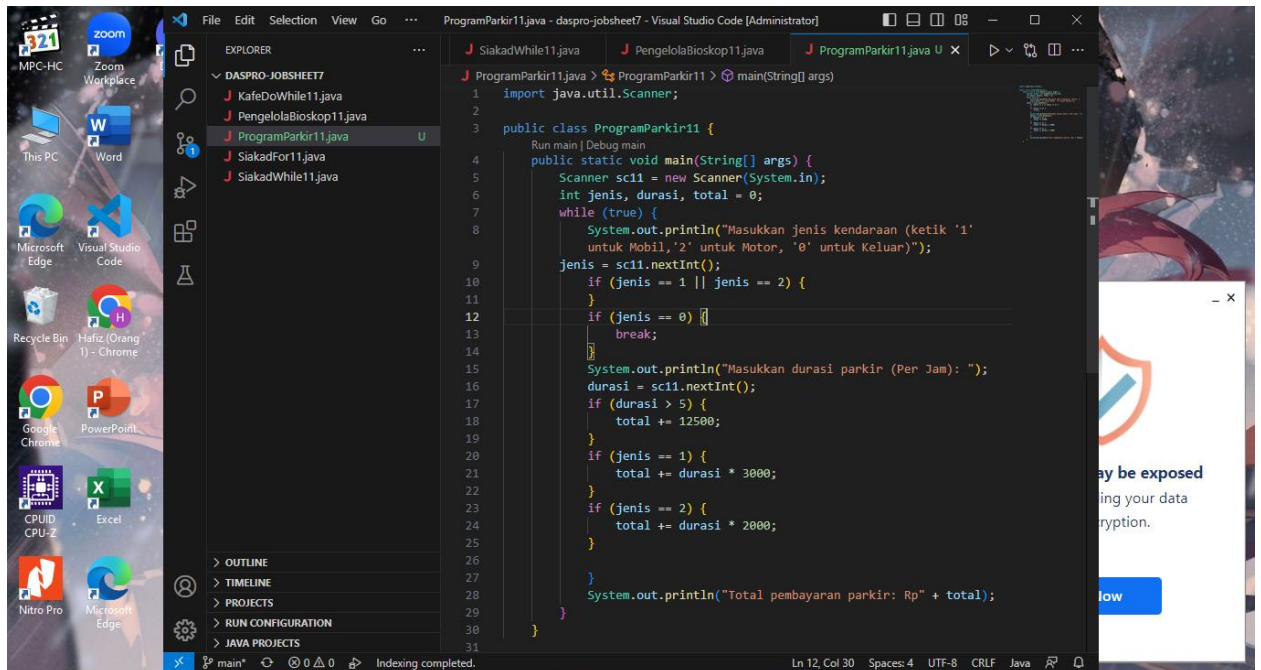 MPC-HC
Zoom Workplace
This PC
Word
Microsoft Edge
Visual Studio Code
Recycle Bin
Hafiz (Orang 1) - Chrome
Google Chrome
PowerPoint
CPUID CPU-Z
Excel
Nitro Pro
Microsoft Edge
File Edit Selection View Go ··· ProgramParkir11.java - daspro-jobsheet7 - Visual Studio Code [Administrator]
EXPLORER ···
DASPRO-JOBSHEET7
J KafeDoWhile11.java
J PengelolaBioskop11.java
J ProgramParkir11.java U
J SiakadFor11.java
J SiakadWhile11.java
OUTLINE
TIMELINE
PROJECTS
RUN CONFIGURATION
JAVA PROJECTS
J SiakadWhile11.java J PengelolaBioskop11.java J ProgramParkir11.java U
J ProgramParkir11.java > ProgramParkir11 > main(String[] args)
1 import java.util.Scanner;
2
3 public class ProgramParkir11 {
Run main | Debug main
4 public static void main(String[] args) {
5 Scanner sc11 = new Scanner(System.in);
6 int jenis, durasi, total = 0;
7 while (true) {
8 System.out.println("Masukkan jenis kendaraan (ketik '1'
untuk Mobil,'2' untuk Motor, '0' untuk Keluar)");
9 jenis = sc11.nextInt();
10 if (jenis == 1 || jenis == 2) {
11 }
12 if (jenis == 0) {
13 break;
14 }
15 System.out.println("Masukkan durasi parkir (Per Jam): ");
16 durasi = sc11.nextInt();
17 if (durasi > 5) {
18 total += 12500;
19 }
20 if (jenis == 1) {
21 total += durasi * 3000;
22 }
23 if (jenis == 2) {
24 total += durasi * 2000;
25 }
26
27 }
28 System.out.println("Total pembayaran parkir: Rp" + total);
29 }
30 }
31
main* 0 0 0 Indexing completed. Ln 12, Col 30 Spaces: 4 UTF-8 CRLF Java
ay be exposed
ing your data
cryption.